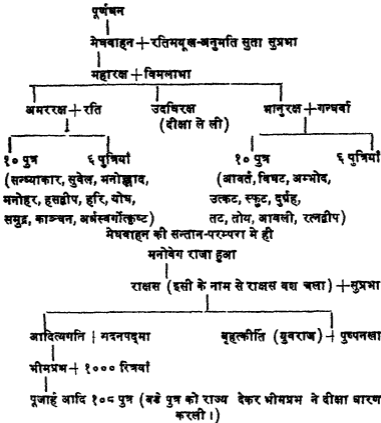 पूर्णघन
मेघवाहन + रतिमयूख-अनुमति सुता सुप्रभा
महारक्ष + विमलाभा
अमररक्ष + रति उदधिरक्ष भानुरक्ष + गन्धर्वा
(दीक्षा ले ली)
१० पुत्र ६ पुत्रियाँ १० पुत्र ६ पुत्रियाँ
(सन्ध्याकार, सुवेल, मनोह्लाद, (आवर्त, विघट, अम्भोद,
मनोहर, हसद्वीप, हरि, योध, उत्कट, स्फुट, दुर्ग्रह,
समुद्र, काञ्चन, अर्धस्वर्गोत्कृष्ट) तट, तोय, आवली, रत्नद्वीप)
मेघवाहन की सन्तान-परम्परा मे ही
मनोवेग राजा हुआ
राक्षस (इसी के नाम से राक्षस वश चला) + सुप्रभा
आदित्यगति | मदनपद्मा बृहत्कीर्ति (युवराज) + पुष्पनखा
भीमप्रभ + १००० स्त्रियाँ
पूजार्ह आदि १०८ पुत्र (बडे पुत्र को राज्य देकर भीमप्रभ ने दीक्षा धारण
करली।)